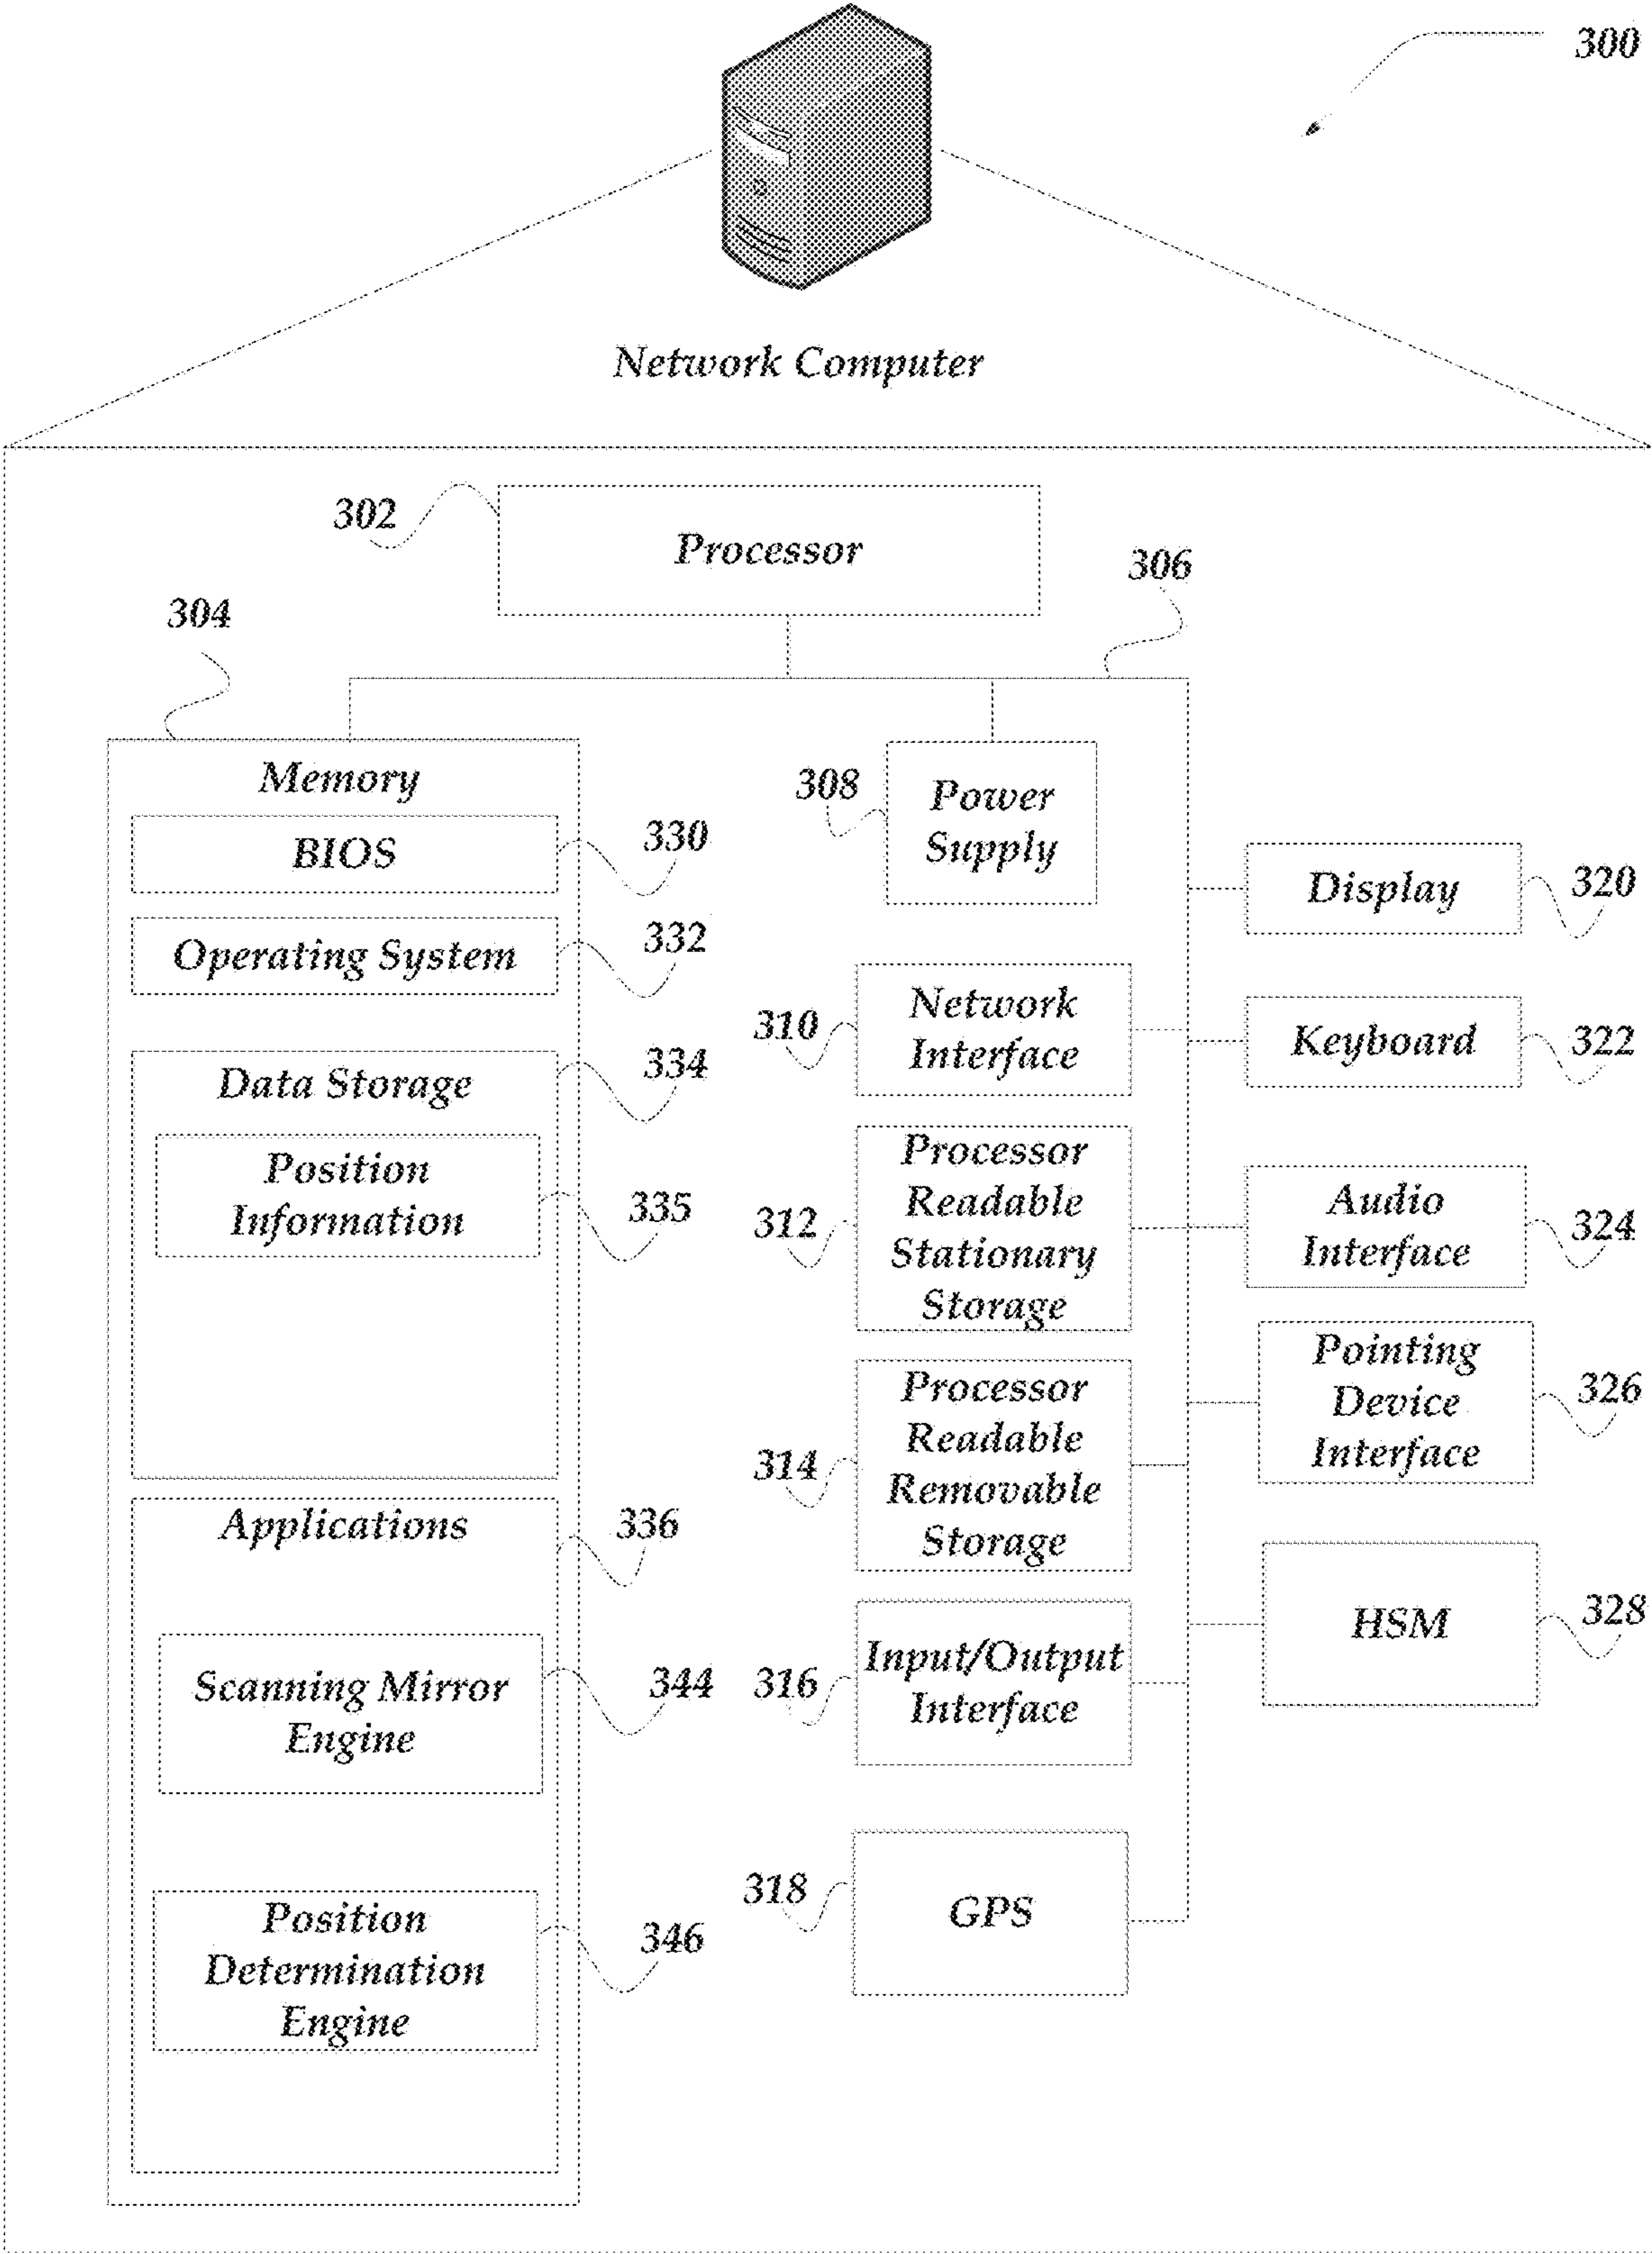 300
Network Computer
302
Processor
306
304
Memory
BIOS
330
Operating System
332
Data Storage
334
Position
Information
335
Applications
336
Scanning Mirror
Engine
344
Position
Determination
Engine
346
308
Power
Supply
310
Network
Interface
312
Processor
Readable
Stationary
Storage
314
Processor
Readable
Removable
Storage
316
Input/Output
Interface
318
GPS
Display
320
Keyboard
322
Audio
Interface
324
Pointing
Device
Interface
326
HSM
328